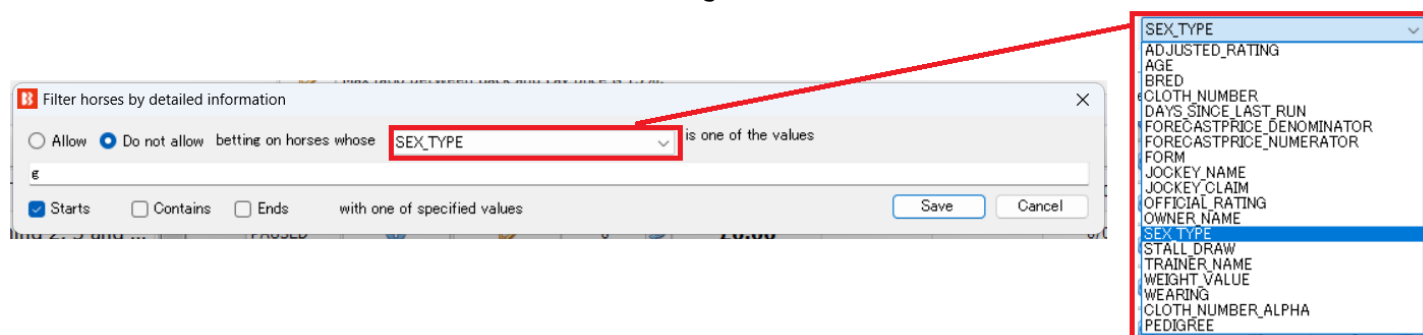 SEX_TYPE
ADJUSTED_RATING
AGE
BRED
CLOTH_NUMBER
DAYS_SINCE_LAST_RUN
FORECASTPRICE_DENOMINATOR
FORECASTPRICE_NUMERATOR
FORM
JOCKEY_NAME
JOCKEY_CLAIM
OFFICIAL_RATING
OWNER_NAME
SEX_TYPE
STALL_DRAW
TRAINER_NAME
WEIGHT_VALUE
WEARING
CLOTH_NUMBER_ALPHA
PEDIGREE
Filter horses by detailed information
Allow Do not allow betting on horses whose SEX_TYPE is one of the values
g
Starts Contains Ends with one of specified values Save Cancel